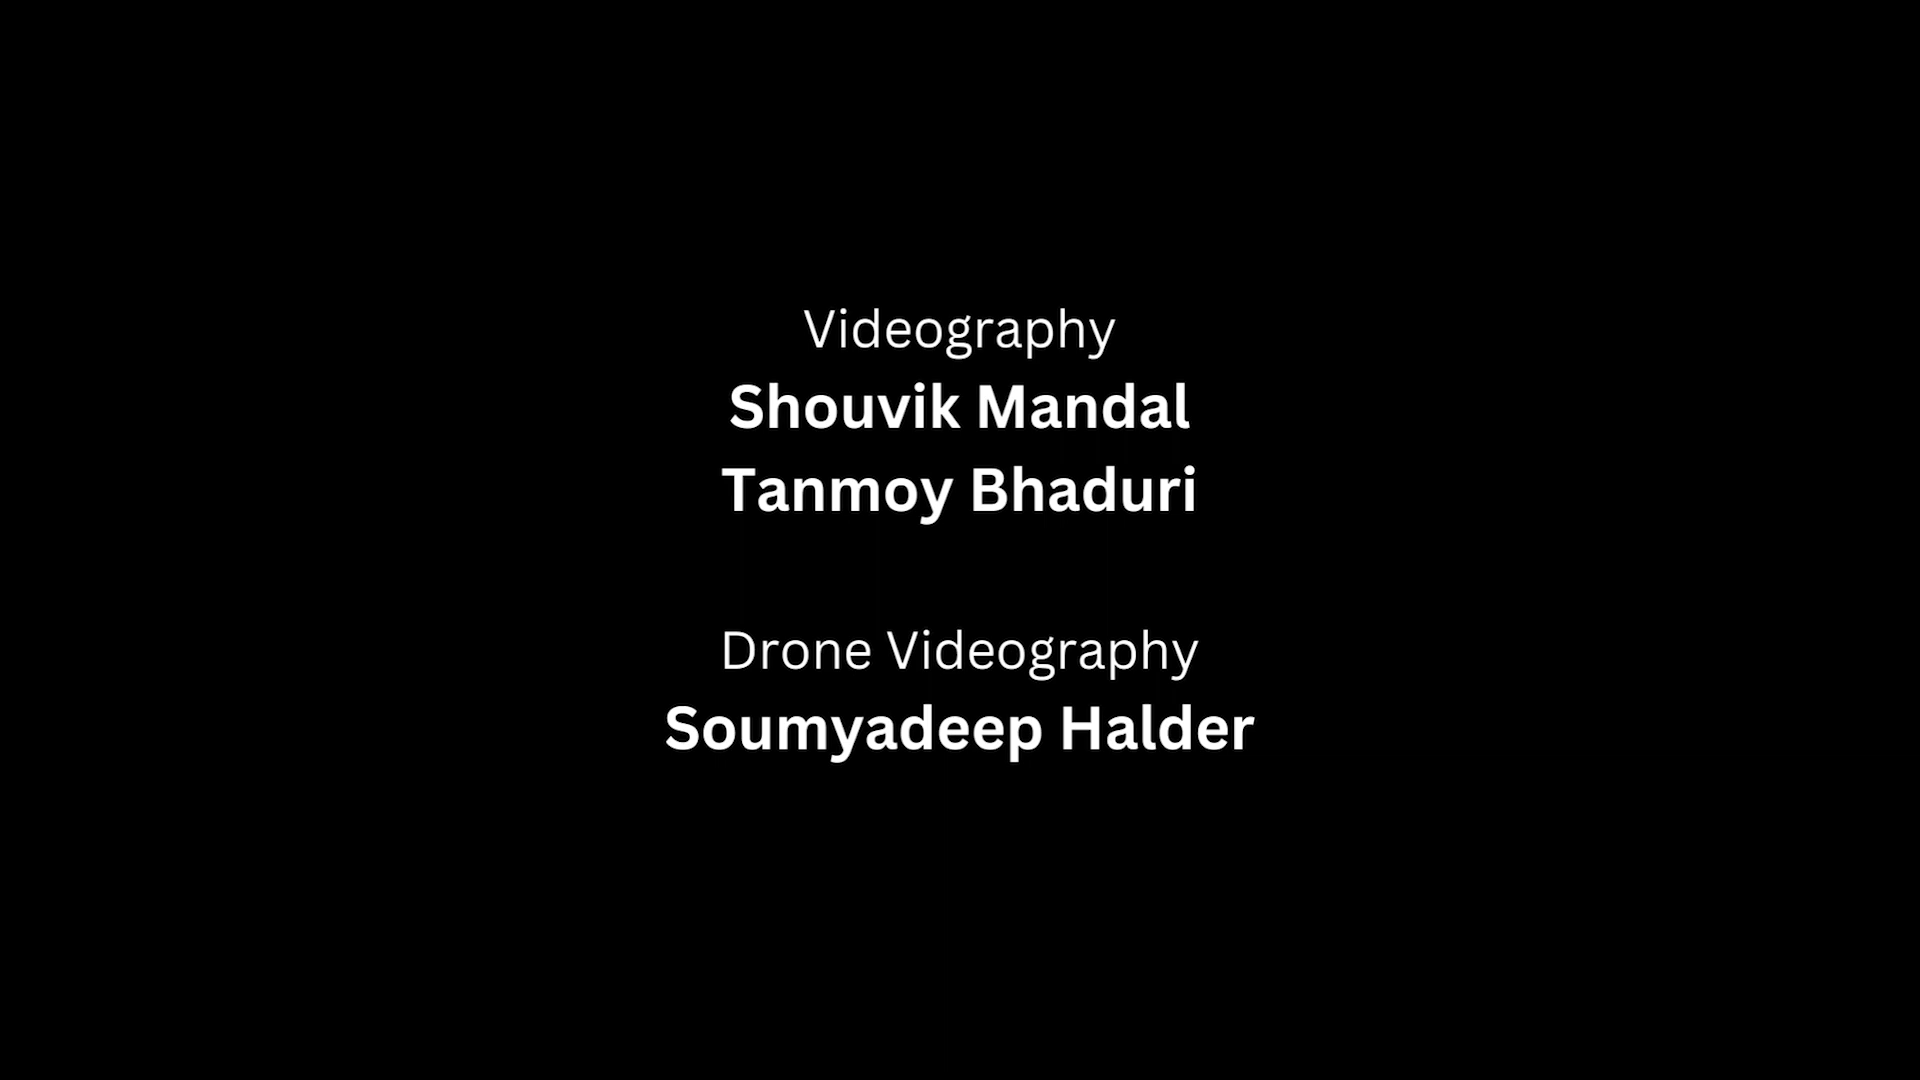 Videography
Shouvik Mandal
Tanmoy Bhaduri
Drone Videography
Soumyadeep Halder